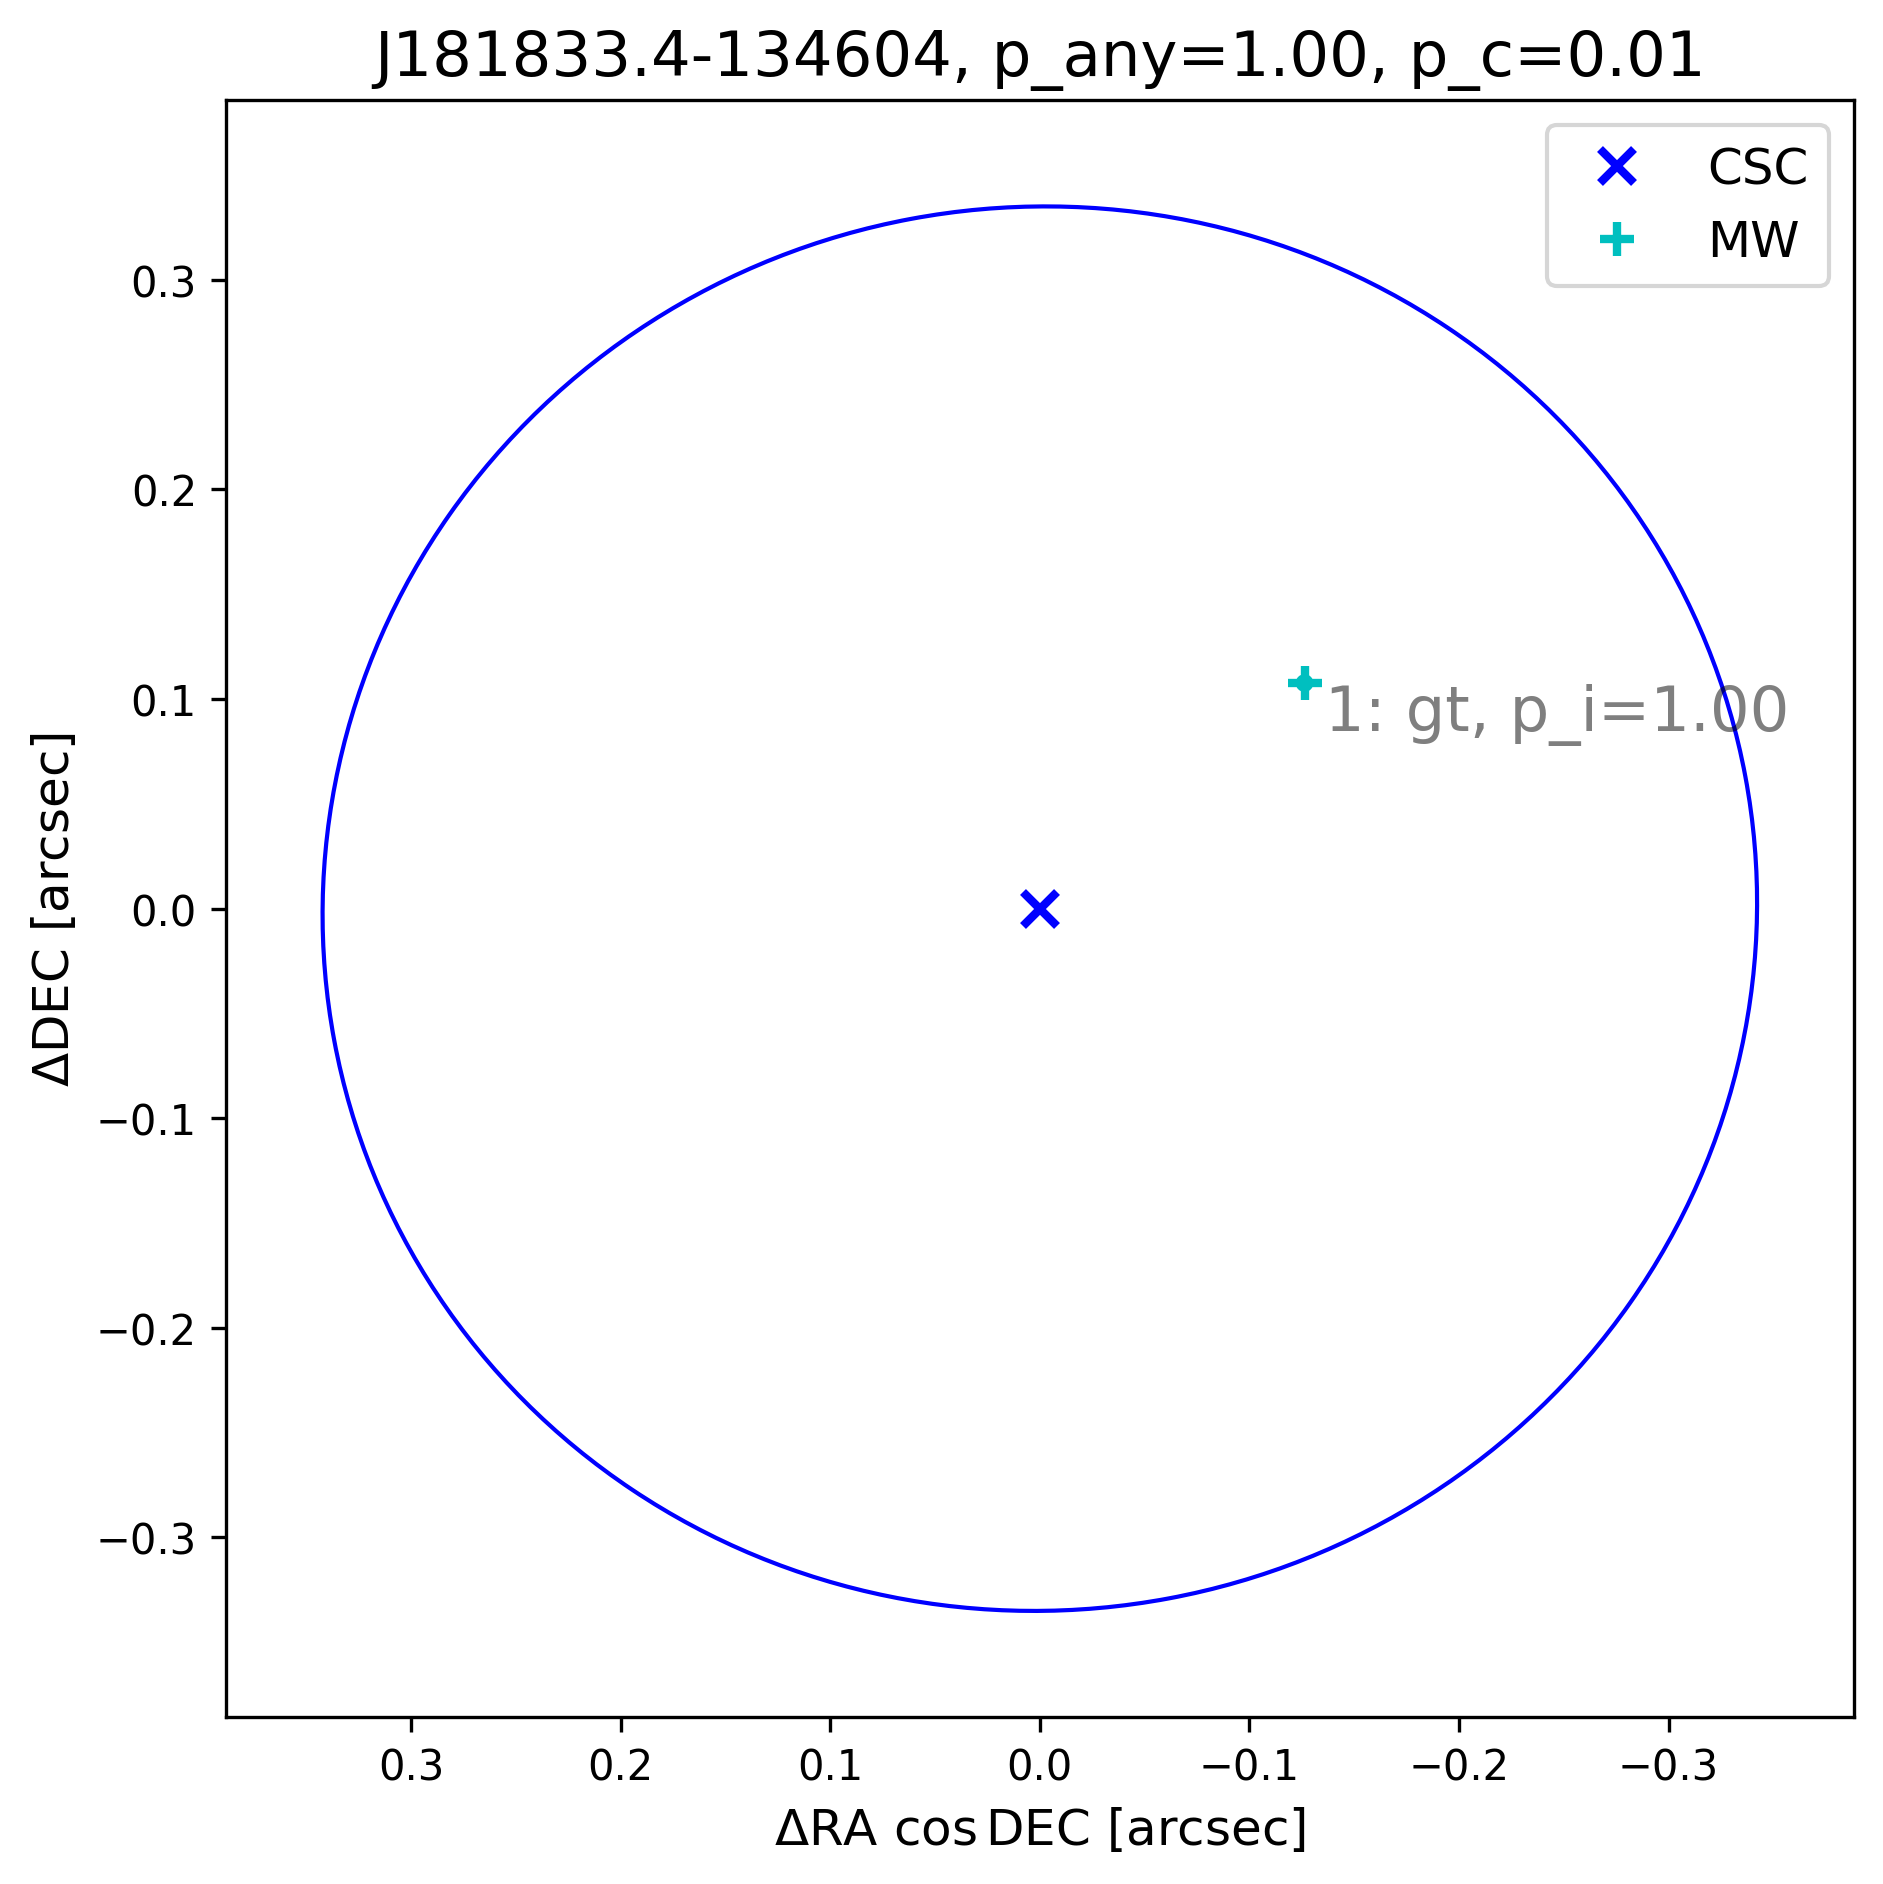 J181833.4-134604, p_any=1.00, p_c=0.01
CSC
MW
1: gt, p_i=1.00
ΔDEC [arcsec]
0.3
0.2
0.1
0.0
−0.1
−0.2
−0.3
0.3
0.2
0.1
0.0
−0.1
−0.2
−0.3
ΔRA cos DEC [arcsec]